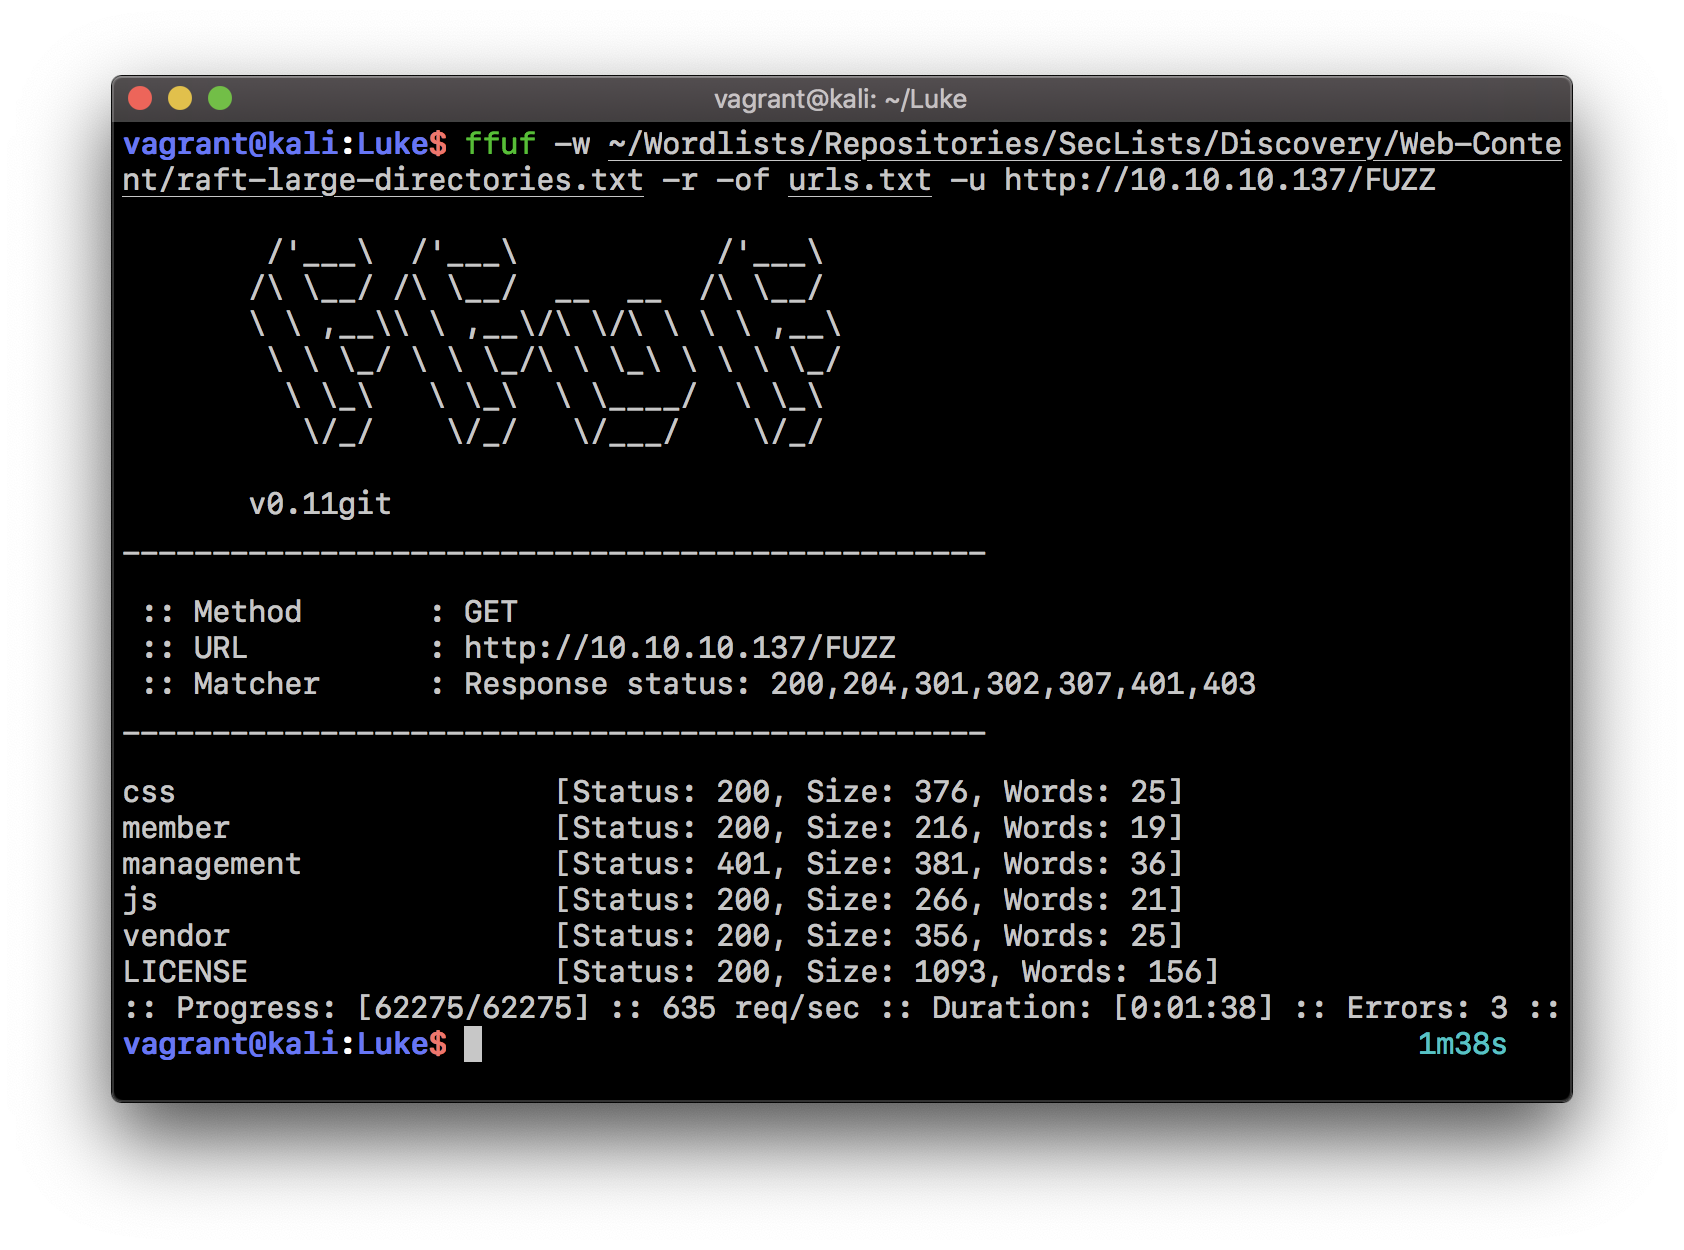 vagrant@kali: ~/Luke
vagrant@kali:Luke$ ffuf -w ~/Wordlists/Repositories/SecLists/Discovery/Web-Conte
nt/raft-large-directories.txt -r -of urls.txt -u http://10.10.10.137/FUZZ
        /'___\  /'___\           /'___\
       /\ \__/ /\ \__/  __  __  /\ \__/
       \ \ ,__\\ \ ,__\/\ \/\ \ \ \ ,__\
        \ \ \_/ \ \ \_/\ \ \_\ \ \ \ \_/
         \ \_\   \ \_\  \ \____/  \ \_\
          \/_/    \/_/   \/___/    \/_/
       v0.11git
________________________________________________
 :: Method       : GET
 :: URL          : http://10.10.10.137/FUZZ
 :: Matcher      : Response status: 200,204,301,302,307,401,403
________________________________________________
css                     [Status: 200, Size: 376, Words: 25]
member                  [Status: 200, Size: 216, Words: 19]
management              [Status: 401, Size: 381, Words: 36]
js                      [Status: 200, Size: 266, Words: 21]
vendor                  [Status: 200, Size: 356, Words: 25]
LICENSE                 [Status: 200, Size: 1093, Words: 156]
:: Progress: [62275/62275] :: 635 req/sec :: Duration: [0:01:38] :: Errors: 3 ::
vagrant@kali:Luke$ 1m38s